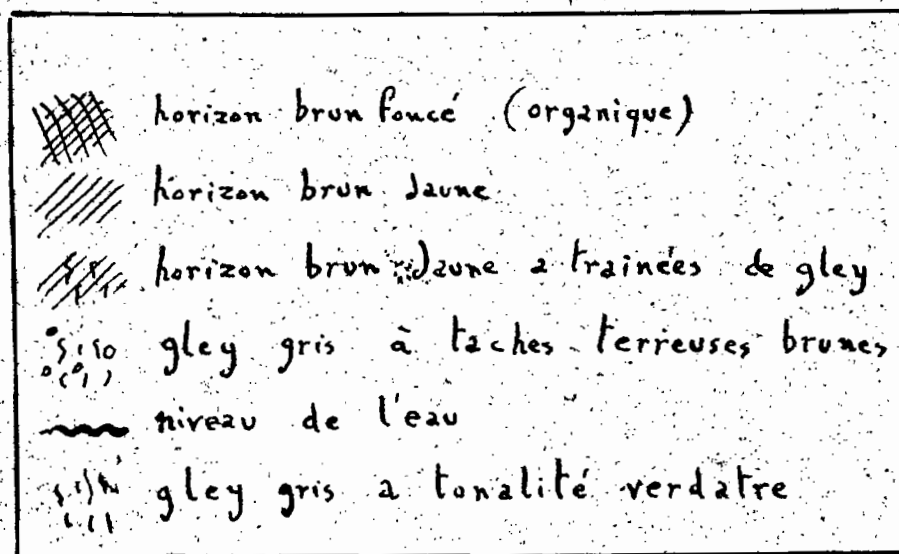 horizon brun foncé (organique)
horizon brun Jaune
horizon brun Jaune a trainées de gley
gley gris à taches terreuses brunes
niveau de l'eau
gley gris a tonalité verdatre